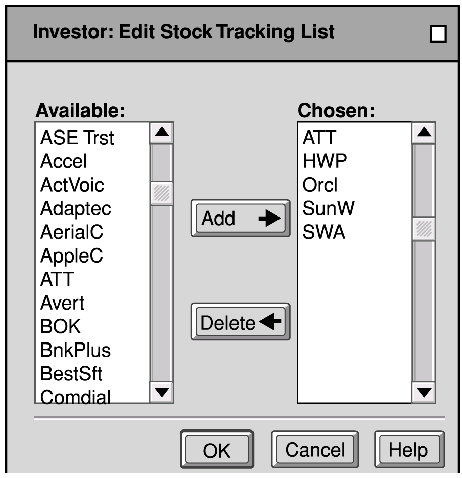 Investor: Edit Stock Tracking List
Available:
ASE Trst
Accel
ActVoic
Adaptec
AerialC
AppleC
ATT
Avert
BOK
BnkPlus
BestSft
Comdial
Add
Delete
Chosen:
ATT
HWP
Orcl
SunW
SWA
OK
Cancel
Help